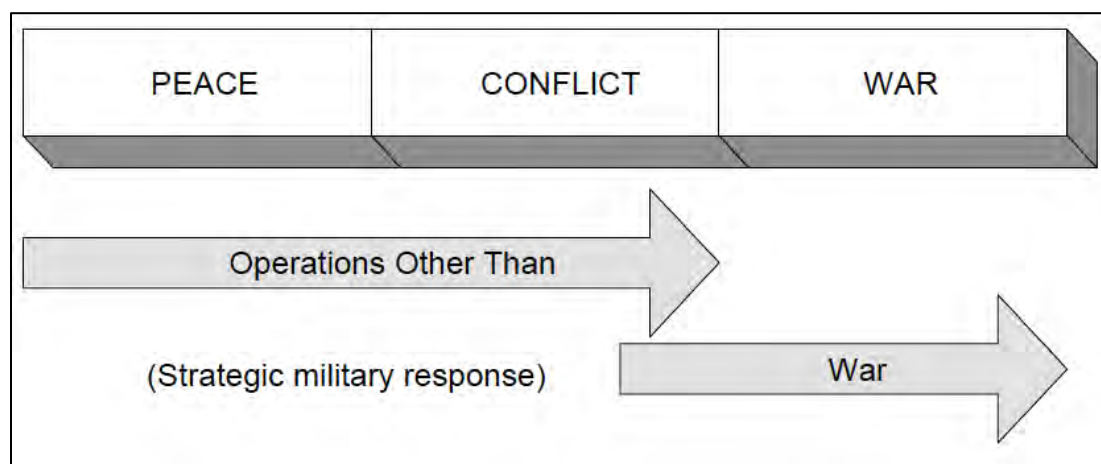 PEACE CONFLICT WAR
Operations Other Than
(Strategic military response) War